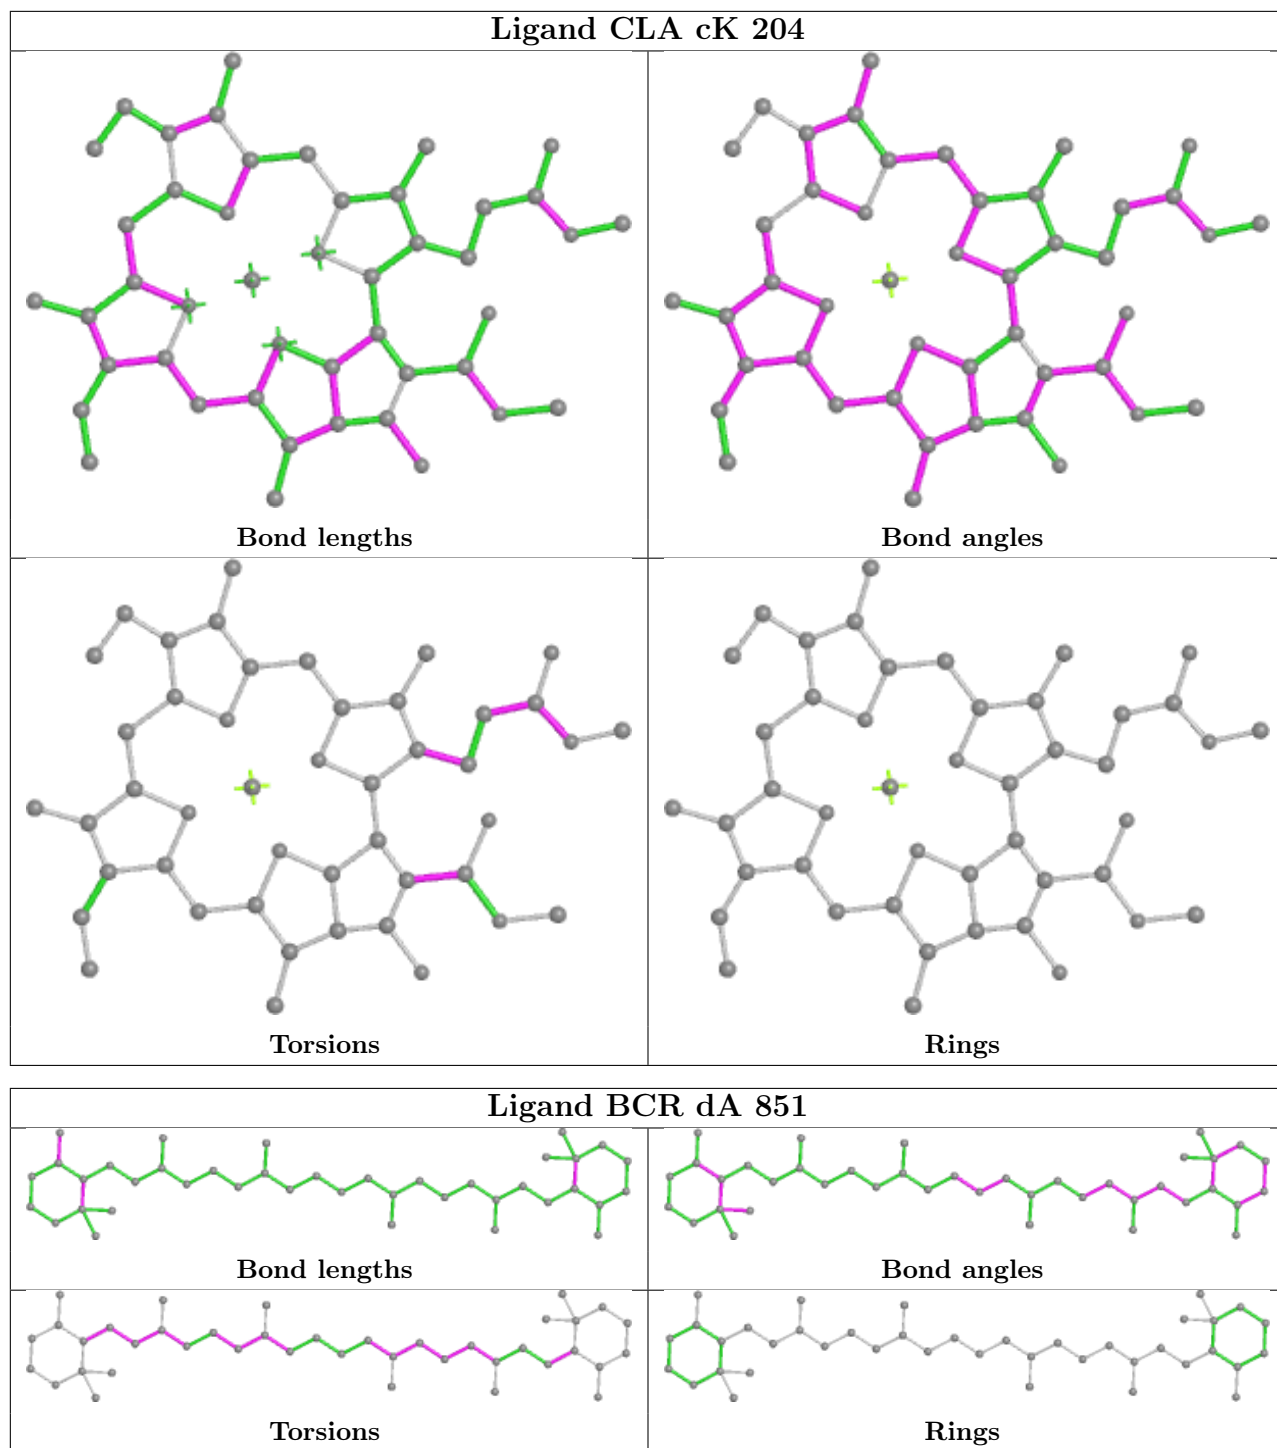 Ligand CLA cK 204
Bond lengths
Bond angles
Torsions
Rings
Ligand BCR dA 851
Bond lengths
Bond angles
Torsions
Rings